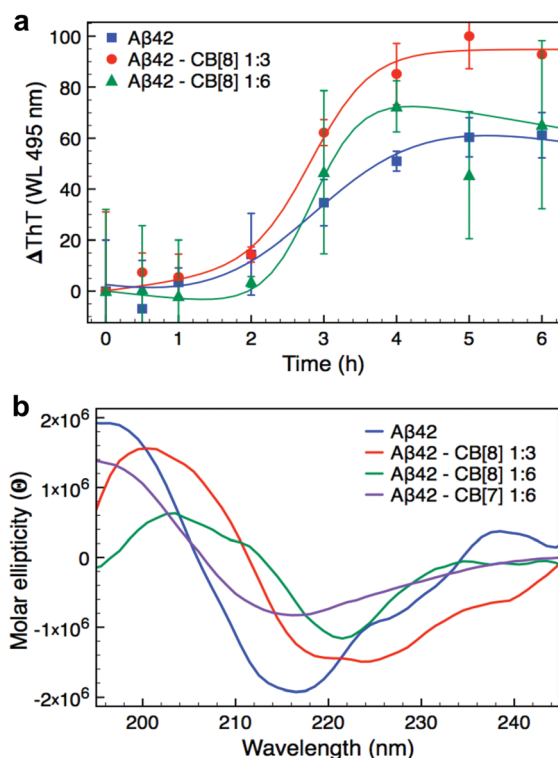 a
Aβ42
Aβ42 - CB[8] 1:3
Aβ42 - CB[8] 1:6
100
80
60
40
20
0
ΔThT (WL 495 nm)
0 1 2 3 4 5 6
Time (h)
b
Aβ42
Aβ42 - CB[8] 1:3
Aβ42 - CB[8] 1:6
Aβ42 - CB[7] 1:6
2×10⁶
1×10⁶
0
-1×10⁶
-2×10⁶
Molar ellipticity (Θ)
200 210 220 230 240
Wavelength (nm)